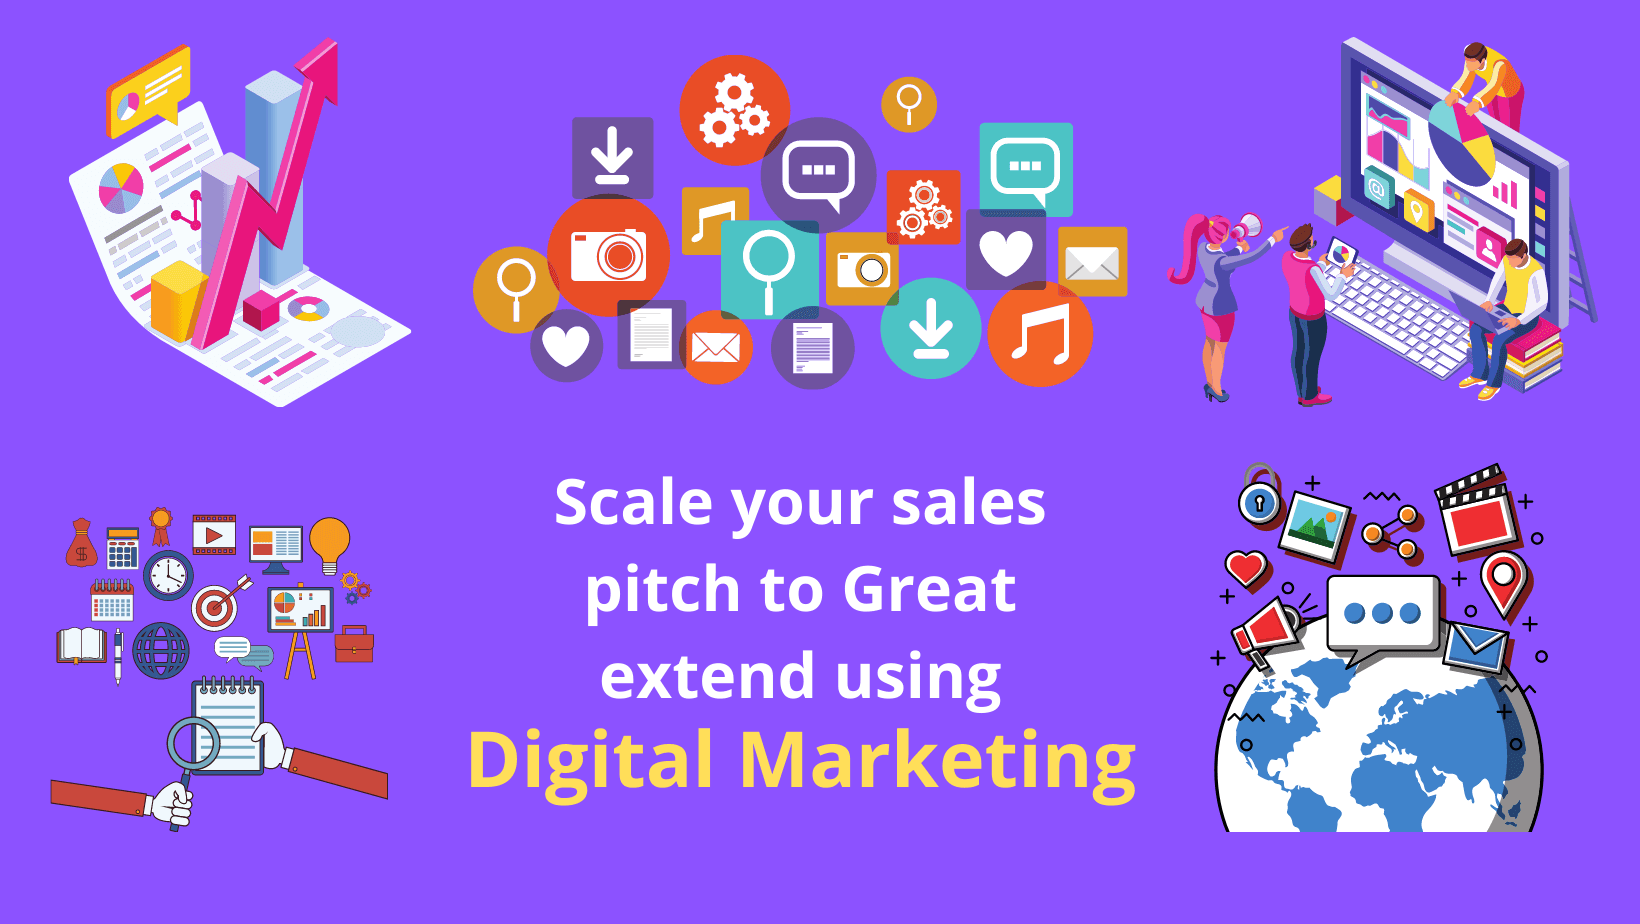 Scale your sales
pitch to Great
extend using
Digital Marketing